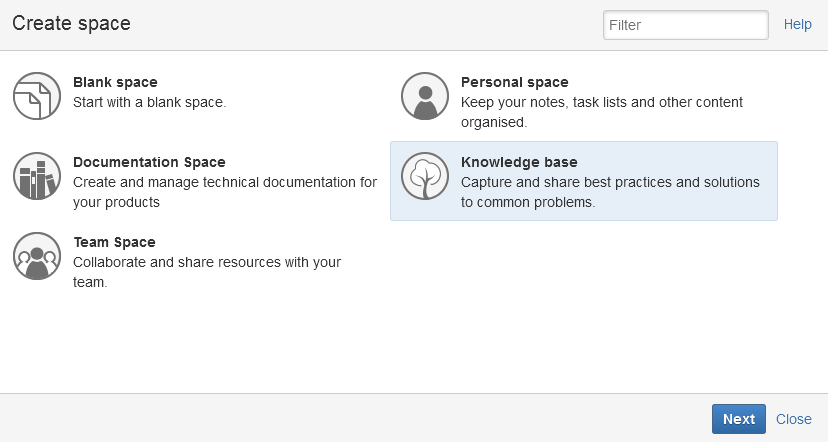 Create space
Filter
Help
Blank space
Start with a blank space.
Personal space
Keep your notes, task lists and other content
organised.
Documentation Space
Create and manage technical documentation for
your products
Knowledge base
Capture and share best practices and solutions
to common problems.
Team Space
Collaborate and share resources with your
team.
Next
Close